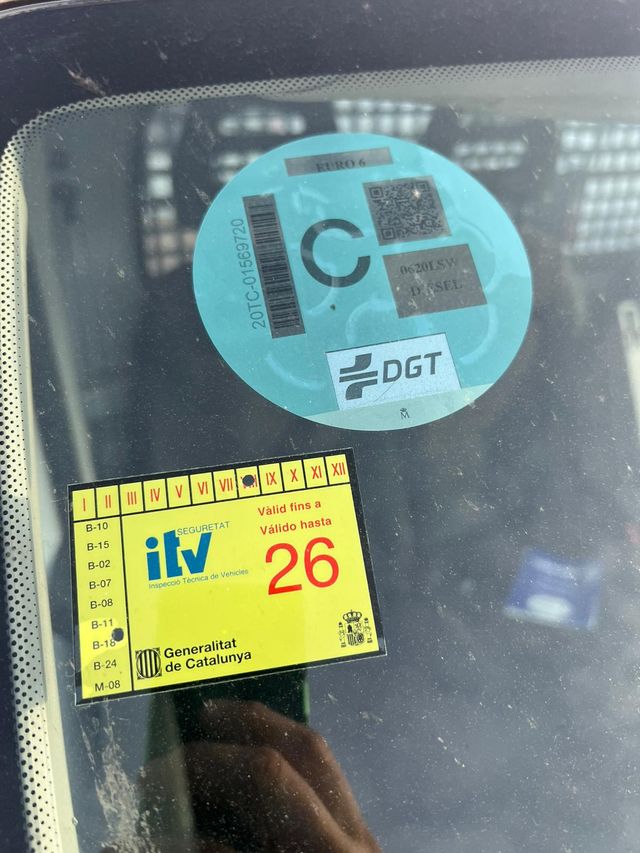 EURO 6
20TC-01569720
C
0620LSW
DIESEL
DGT
M
I II III IV V VI VII IX X XI XII
B-10
B-15
B-02
B-07
B-08
B-11
B-18
B-24
M-08
SEGURETAT
itv
Inspecció Tècnica de Vehicles
Vàlid fins a
Válido hasta
26
Generalitat
de Catalunya